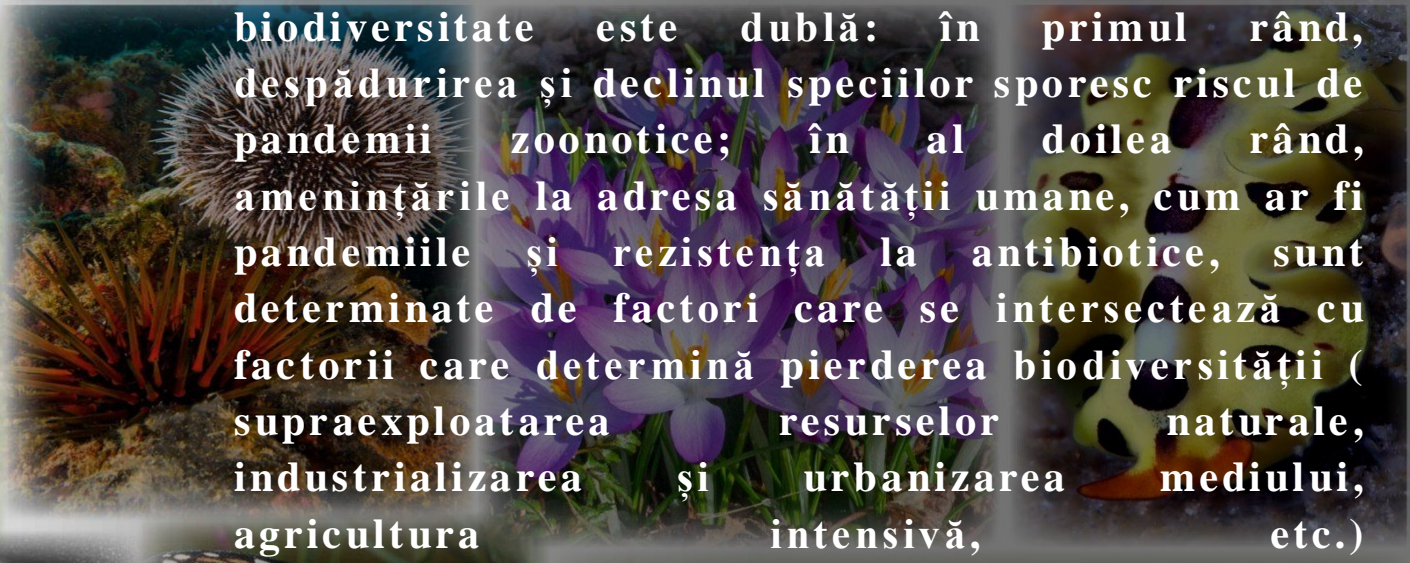 biodiversitate este dublă: în primul rând,
despădurirea și declinul speciilor sporesc riscul de
pandemii zoonotice; în al doilea rând,
amenințările la adresa sănătății umane, cum ar fi
pandemiile și rezistența la antibiotice, sunt
determinate de factori care se intersectează cu
factorii care determină pierderea biodiversității (
supraexploatarea resurselor naturale,
industrializarea și urbanizarea mediului,
agricultura intensivă, etc.)